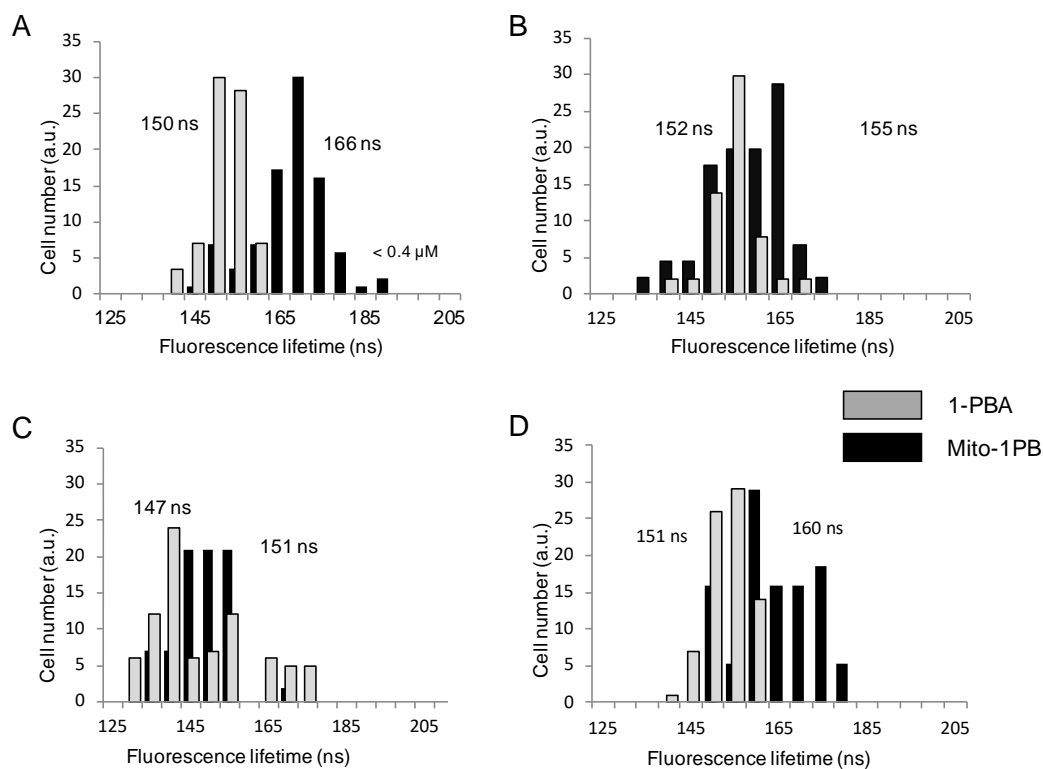 A
35
30
25
20
15
10
5
0
Cell number (a.u.)
150 ns
166 ns
< 0.4 µM
125 145 165 185 205
Fluorescence lifetime (ns)
B
35
30
25
20
15
10
5
0
Cell number (a.u.)
152 ns
155 ns
125 145 165 185 205
Fluorescence lifetime (ns)
1-PBA
Mito-1PB
C
35
30
25
20
15
10
5
0
Cell number (a.u.)
147 ns
151 ns
125 145 165 185 205
Fluorescence lifetime (ns)
D
35
30
25
20
15
10
5
0
Cell number (a.u.)
151 ns
160 ns
125 145 165 185 205
Fluorescence lifetime (ns)